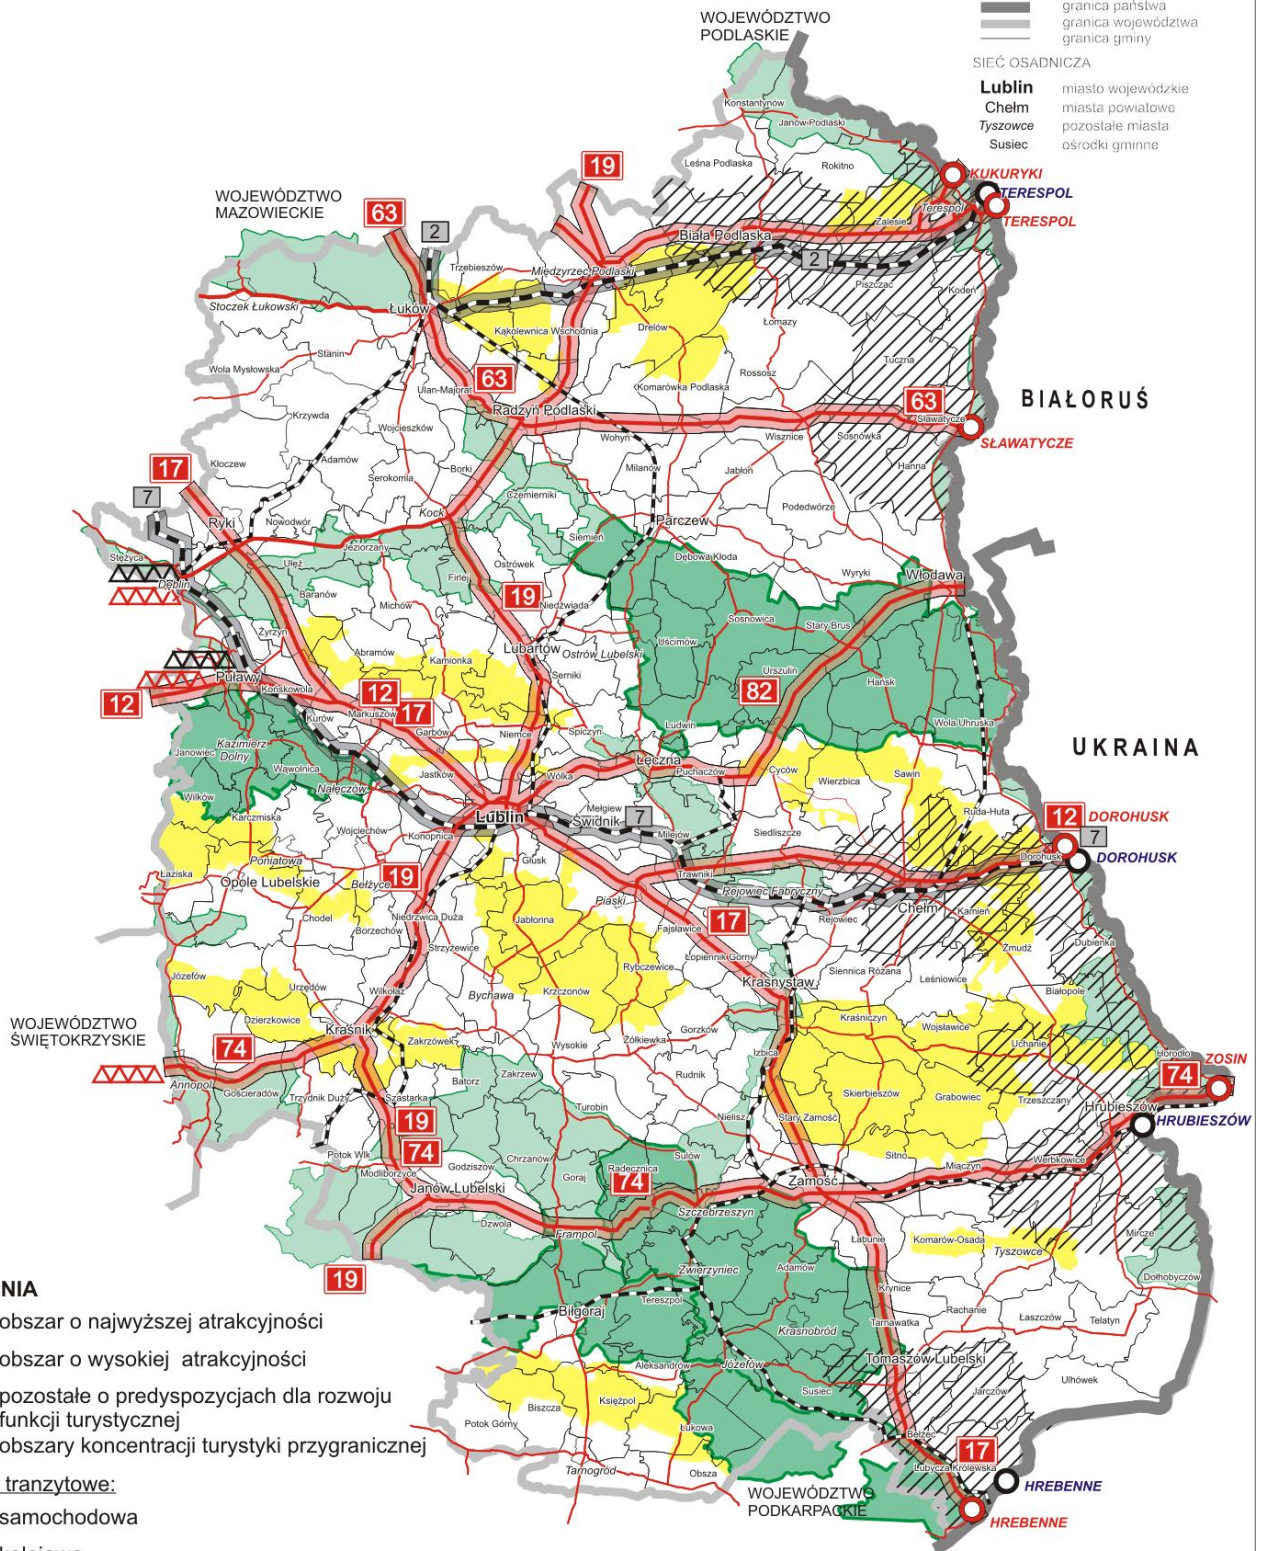 granica państwa
granica województwa
granica gminy
SIEĆ OSADNICZA
Lublin miasto wojewódzkie
Chełm miasta powiatowe
Tyszowce pozostałe miasta
Susiec ośrodki gminne
WOJEWÓDZTWO
PODLASKIE
Konstantynów
Janów Podlaski
Leśna Podlaska
Rokitno
19
KUKURYKI
TERESPOL
Terespol
TERESPOL
Zalesie
WOJEWÓDZTWO
MAZOWIECKIE
63
2
Biała Podlaska
Trzebieszów
Międzyrzec Podlaski
2
Piszczac
Kodeń
Stoczek Łukowski
Łuków
Kąkolewnica Wschodnia
Drelów
Łomazy
Stanin
Wola Mysłowska
Tuczna
Ulan-Majorat
63
Komarówka Podlaska
Rossosz
BIAŁORUŚ
63
Krzywda
Radzyń Podlaski
Sławatycze
Wojcieszków
Wohyń
Wisznice
Sosnówka
SŁAWATYCZE
17
Kłoczew
Adamów
Serokomla
Borki
Milanów
Jabłoń
Hanna
7
Czemierniki
Podedwórze
Ryki
Nowodwór
Kock
Parczew
Siemień
Jeziorzany
Stężyca
Ułęż
Ostrówek
Dębowa Kłoda
Dęblin
Firlej
Wyryki
Włodawa
Baranów
Michów
19
Niedźwiada
Sosnowica
Stary Brus
Żyrzyn
Uścimów
Abramów
Kamionka
Lubartów
Ostrów Lubelski
Urszulin
Puławy
Serniki
Hańsk
12
Końskowola
12
82
Kurów
Markuszów
17
Garbów
Niemce
Spiczyn
Ludwin
Wola Uhruska
Janowiec
Kazimierz
Dolny
UKRAINA
Wąwolnica
Łęczna
Puchaczów
Cyców
Wierzbica
Sawin
Jastków
Wólka
Nałęczów
Wilków
Karczmiska
Lublin
Mełgiew
Świdnik
7
Ruda-Huta
12
DOROHUSK
Wojciechów
Konopnica
Milejów
Siedliszcze
7
DOROHUSK
Dorohusk
Poniatowa
Głusk
Łaziska
Opole Lubelskie
Bełżyce
19
Trawniki
Rejowiec Fabryczny
Piaski
Chełm
Kamień
Chodel
Niedrzwica Duża
Jabłonna
17
Rejowiec
Borzechów
Fajsławice
Strzyżewice
Żmudź
Dubienka
Łopiennik Górny
Józefów
Rybczewice
Siennica Różana
Leśniowice
Urzędów
Wilkołaz
Bychawa
Krzczonów
Krasnystaw
Białopole
WOJEWÓDZTWO
ŚWIĘTOKRZYSKIE
Dzierzkowice
Kraśnik
Kraśniczyn
Wojsławice
Gorzków
Zakrzówek
Wysokie
Żółkiewka
Uchanie
74
Izbica
Horodło
ZOSIN
Annopol
Zakrzew
Batorz
Rudnik
Skierbieszów
Grabowiec
74
Gościeradów
Trzydnik Duży
Szastarka
Trzeszczany
Turobin
Hrubieszów
19
Nielisz
Stary Zamość
HRUBIESZÓW
Potok Wlk.
74
Chrzanów
Sułów
Sitno
Werbkowice
Modliborzyce
Godziszów
Radecznica
Miączyn
Goraj
74
Janów Lubelski
Zamość
Szczebrzeszyn
Dzwola
Frampol
Łabunie
Komarów-Osada
Mircze
Tyszowce
19
Zwierzyniec
Adamów
Dołhobyczów
Krynice
Tereszpol
Biłgoraj
Rachanie
Łaszczów
Telatyn
Tarnawatka
Krasnobród
Aleksandrów
Józefów
Tomaszów Lubelski
Ulhówek
Susiec
Jarczów
Biszcza
Księżpol
Potok Górny
Łukowa
Bełżec
17
Tarnogród
Obsza
Lubycza Królewska
HREBENNE
WOJEWÓDZTWO
PODKARPACKIE
HREBENNE
NIA
obszar o najwyższej atrakcyjności
obszar o wysokiej atrakcyjności
pozostałe o predyspozycjach dla rozwoju
funkcji turystycznej
obszary koncentracji turystyki przygranicznej
tranzytowe:
samochodowa